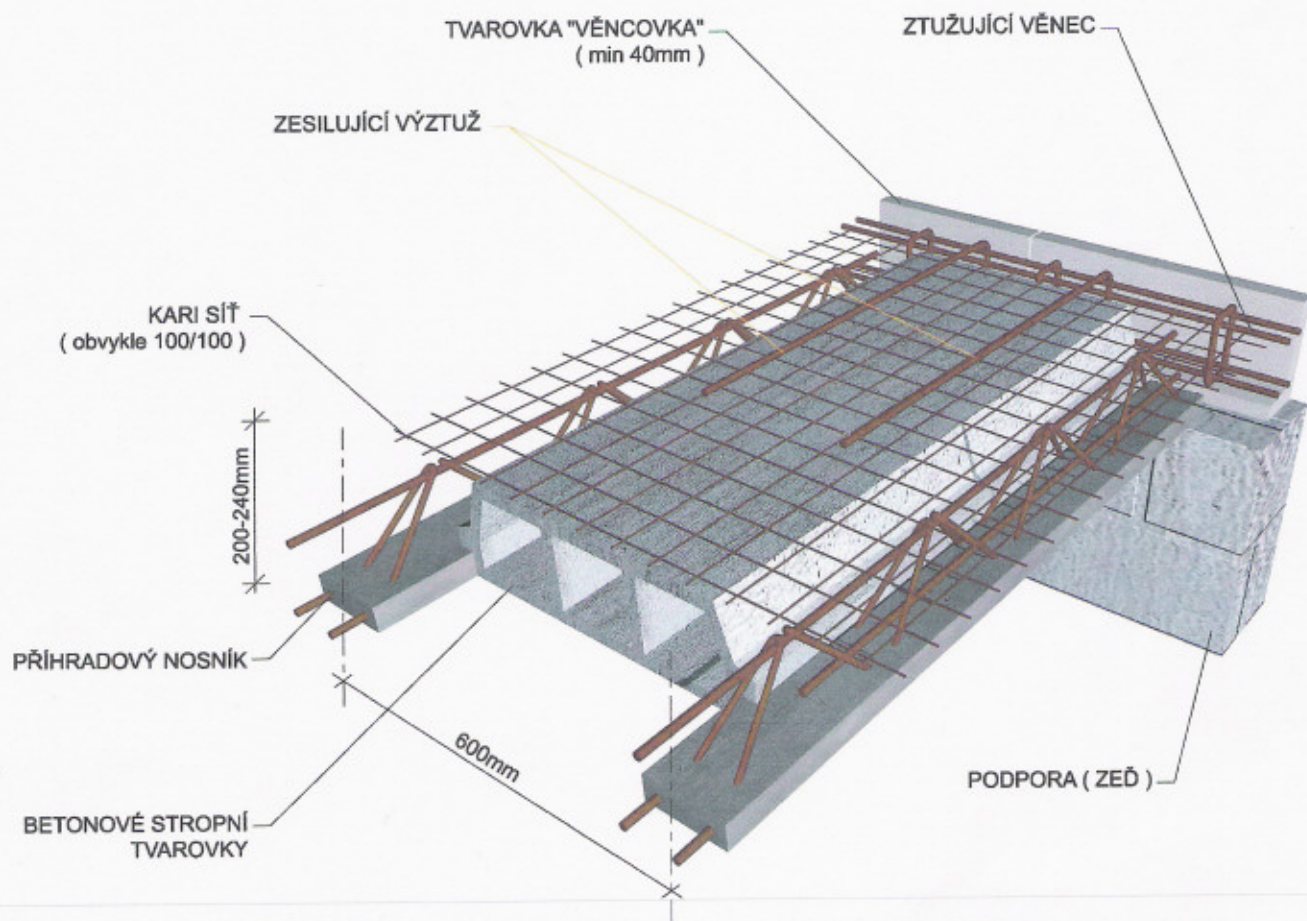 TVAROVKA "VĚNCOVKA"
( min 40mm )
ZTUŽUJÍCÍ VĚNEC
ZESILUJÍCÍ VÝZTUŽ
KARI SÍŤ
( obvykle 100/100 )
200-240mm
PŘÍHRADOVÝ NOSNÍK
600mm
BETONOVÉ STROPNÍ
TVAROVKY
PODPORA ( ZEĎ )